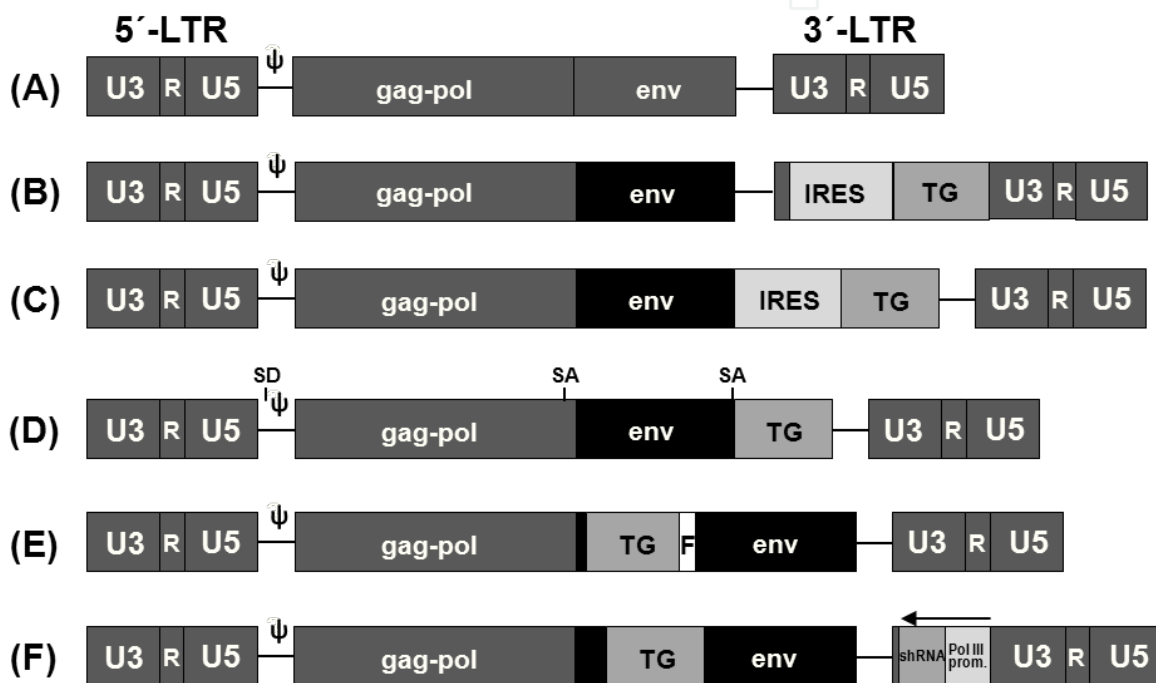 5´-LTR 3´-LTR
ψ
(A) U3 R U5 gag-pol env U3 R U5
ψ
(B) U3 R U5 gag-pol env IRES TG U3 R U5
ψ
(C) U3 R U5 gag-pol env IRES TG U3 R U5
SD SA SA
ψ
(D) U3 R U5 gag-pol env TG U3 R U5
ψ
(E) U3 R U5 gag-pol TG F env U3 R U5
ψ
(F) U3 R U5 gag-pol TG env shRNA Pol III prom. U3 R U5